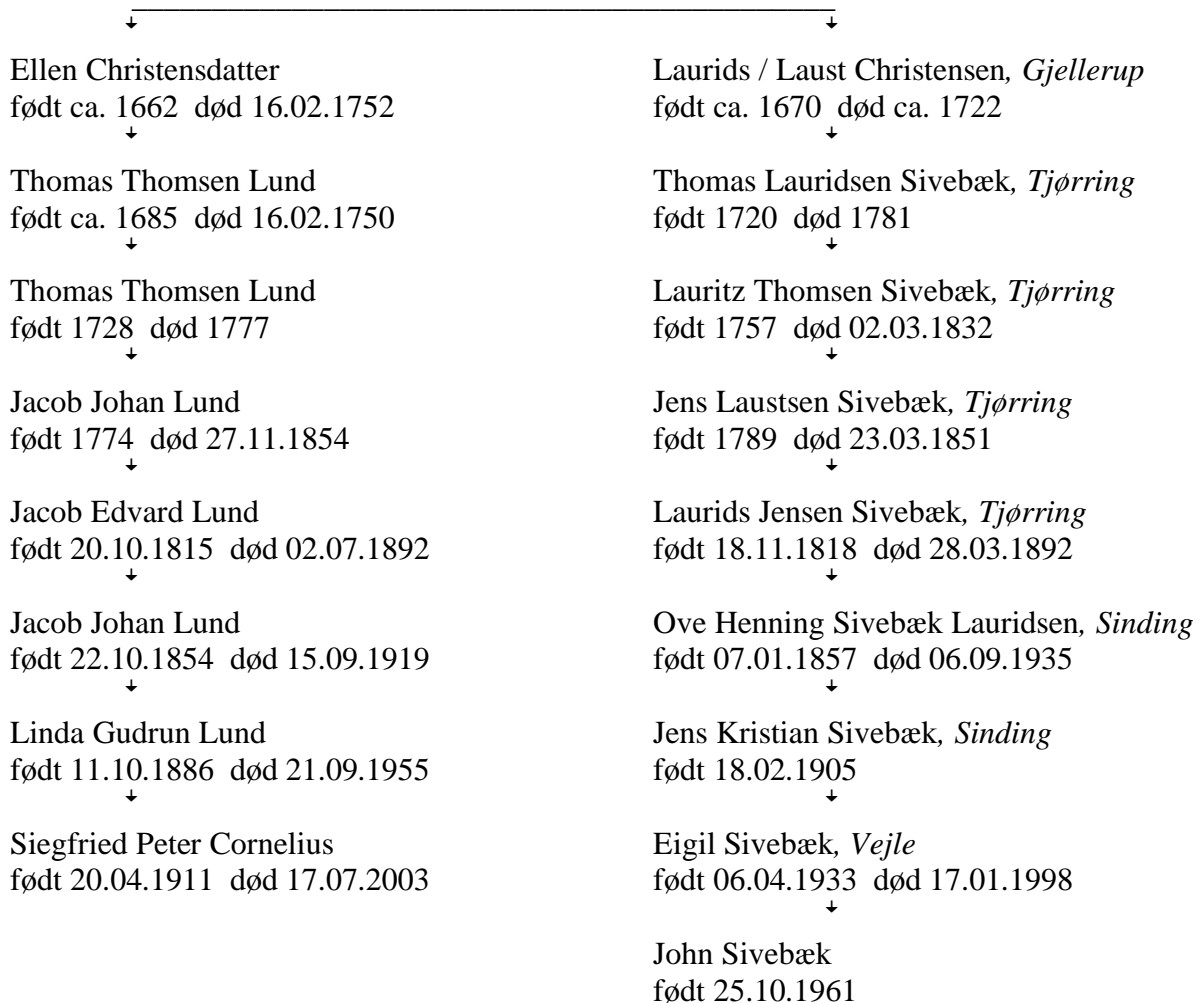 Ellen Christensdatter
født ca. 1662 død 16.02.1752
Thomas Thomsen Lund
født ca. 1685 død 16.02.1750
Thomas Thomsen Lund
født 1728 død 1777
Jacob Johan Lund
født 1774 død 27.11.1854
Jacob Edvard Lund
født 20.10.1815 død 02.07.1892
Jacob Johan Lund
født 22.10.1854 død 15.09.1919
Linda Gudrun Lund
født 11.10.1886 død 21.09.1955
Siegfried Peter Cornelius
født 20.04.1911 død 17.07.2003
Laurids / Laust Christensen, Gjellerup
født ca. 1670 død ca. 1722
Thomas Lauridsen Sivebæk, Tjørring
født 1720 død 1781
Lauritz Thomsen Sivebæk, Tjørring
født 1757 død 02.03.1832
Jens Laustsen Sivebæk, Tjørring
født 1789 død 23.03.1851
Laurids Jensen Sivebæk, Tjørring
født 18.11.1818 død 28.03.1892
Ove Henning Sivebæk Lauridsen, Sinding
født 07.01.1857 død 06.09.1935
Jens Kristian Sivebæk, Sinding
født 18.02.1905
Eigil Sivebæk, Vejle
født 06.04.1933 død 17.01.1998
John Sivebæk
født 25.10.1961